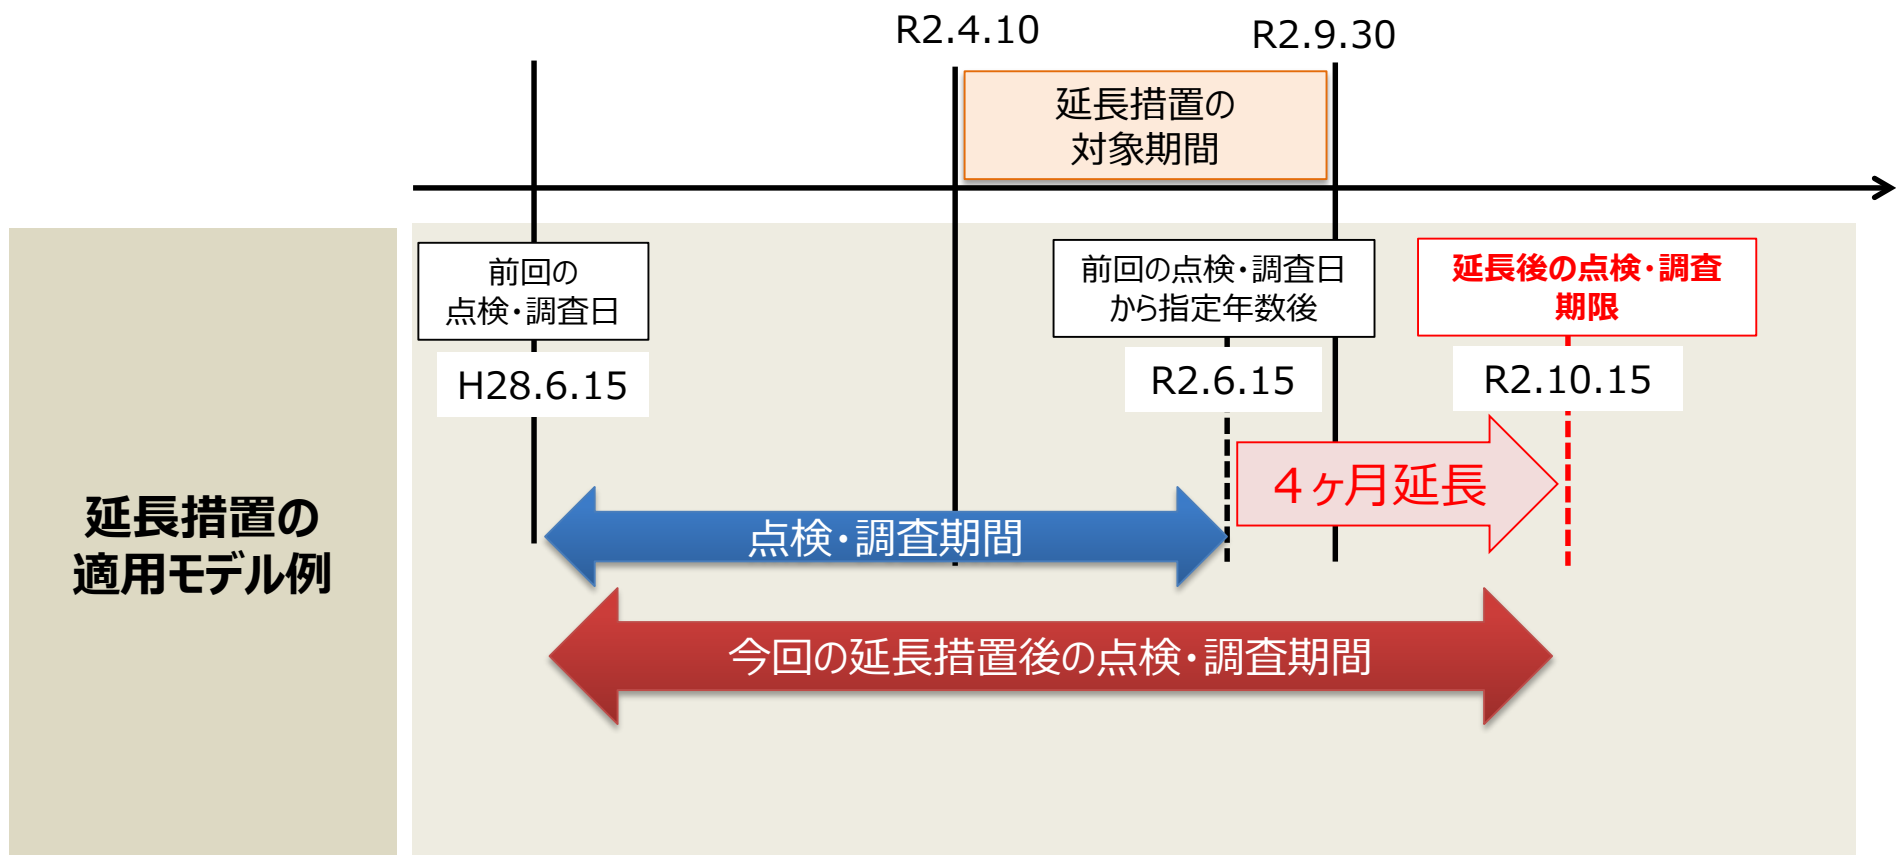 R2.4.10
R2.9.30
延長措置の
対象期間
前回の
点検・調査日
H28.6.15
前回の点検・調査日
から指定年数後
R2.6.15
延長後の点検・調査
期限
R2.10.15
４ヶ月延長
点検・調査期間
今回の延長措置後の点検・調査期間
延長措置の
適用モデル例